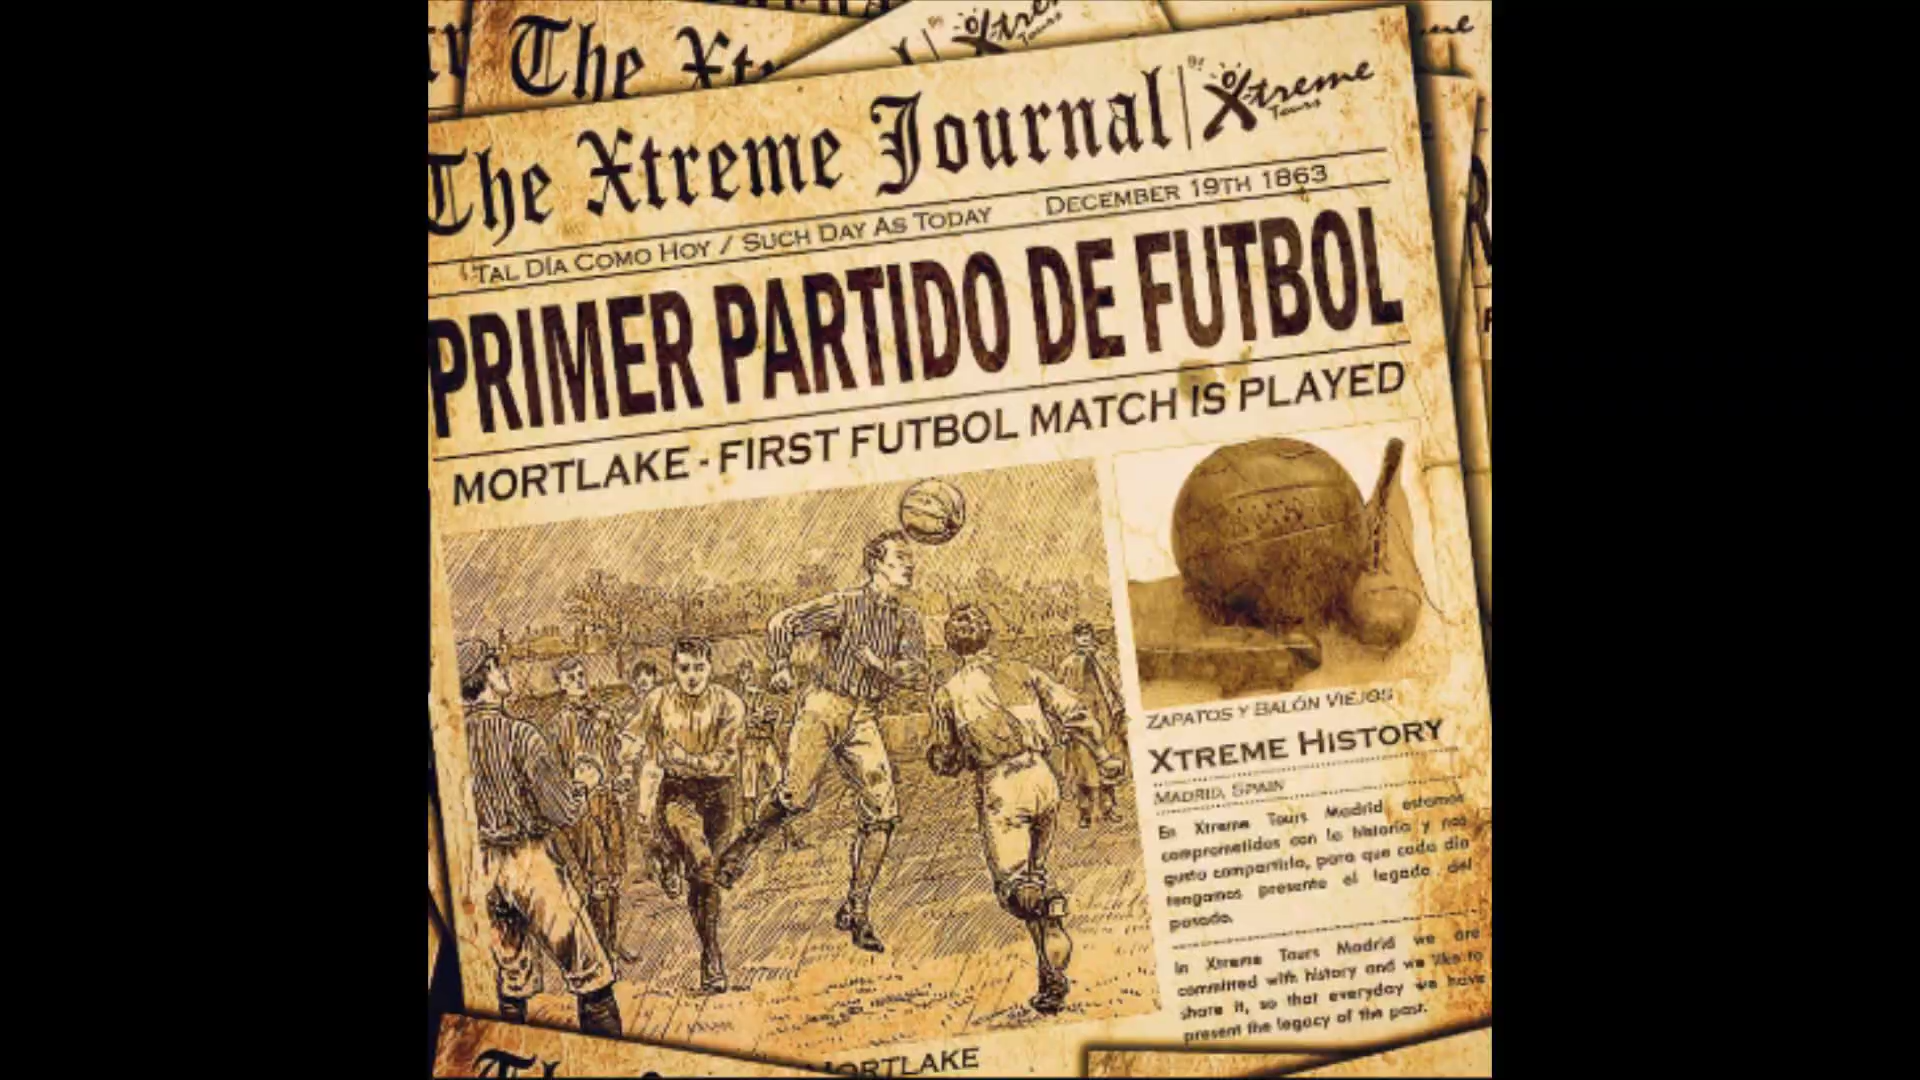 The Xt
Xtreme
Tours
The Xtreme Journal
By
Xtreme
Tours
TAL DÍA COMO HOY / SUCH DAY AS TODAY DECEMBER 19TH 1863
PRIMER PARTIDO DE FUTBOL
MORTLAKE - FIRST FUTBOL MATCH IS PLAYED
ZAPATOS Y BALÓN VIEJOS
XTREME HISTORY
MADRID, SPAIN
En Xtreme Tours Madrid estamos
comprometidos con la historia y nos
gusta compartirla, para que cada día
tengamos presente el legado del
pasado.
In Xtreme Tours Madrid we are
committed with history and we like to
share it, so that everyday we have
present the legacy of the past.
MORTLAKE